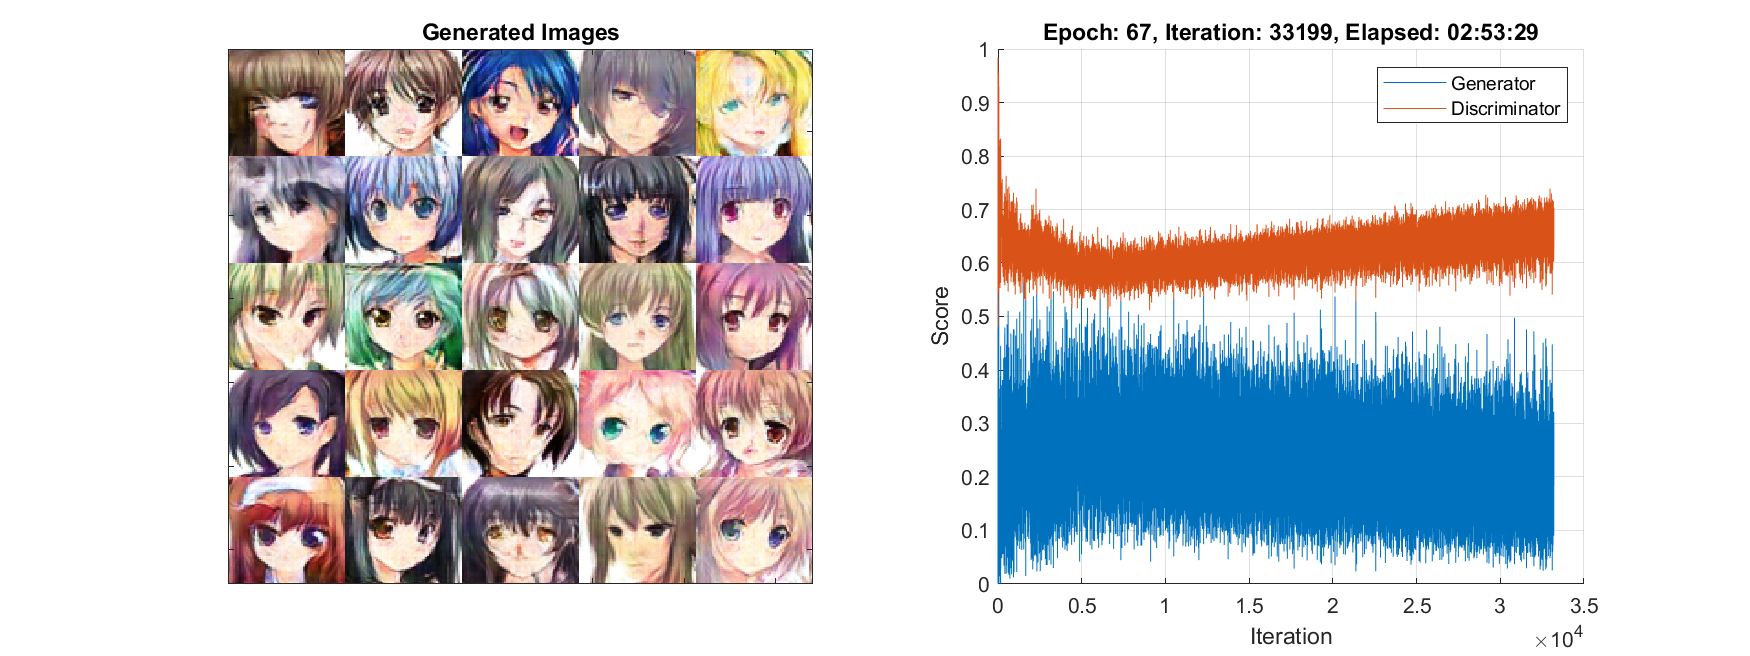 Generated Images
Epoch: 67, Iteration: 33199, Elapsed: 02:53:29
1
0.9
0.8
0.7
0.6
0.5
0.4
0.3
0.2
0.1
0
Score
Generator
Discriminator
0 0.5 1 1.5 2 2.5 3 3.5
Iteration
×10⁴